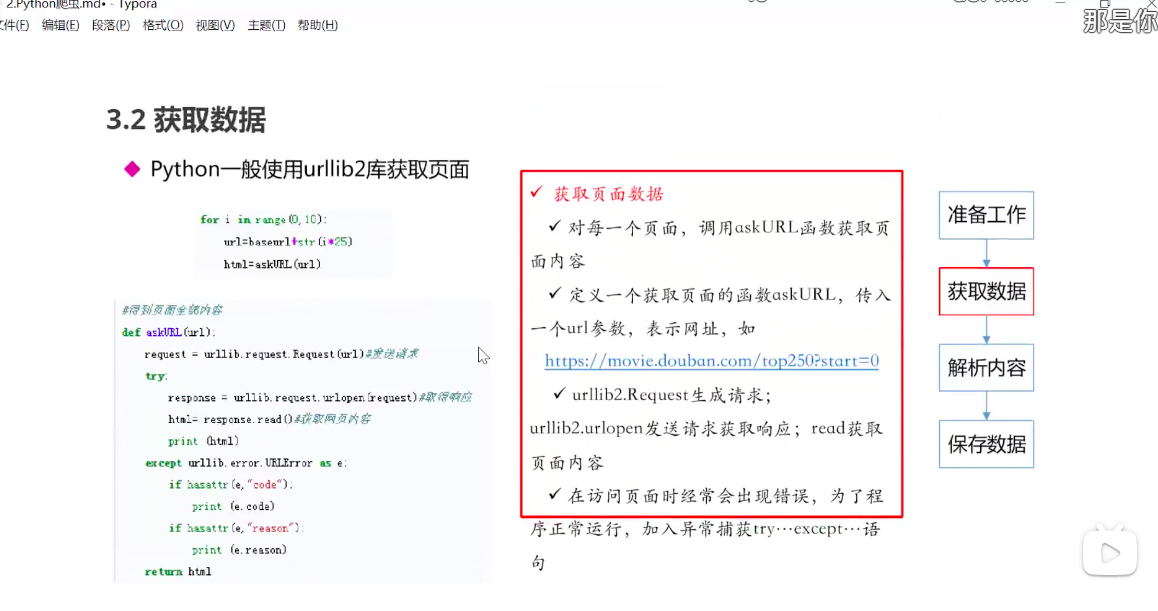 2.Python爬虫.md• - Typora
文件(F) 编辑(E) 段落(P) 格式(O) 视图(V) 主题(T) 帮助(H)
那是你
3.2 获取数据
Python一般使用urllib2库获取页面
for i in range(0,10):
url=baseurl+str(i*25)
html=askURL(url)
#得到页面全部内容
def askURL(url):
request = urllib.request.Request(url)#发送请求
try:
response = urllib.request.urlopen(request)#取得响应
html= response.read()#获取网页内容
print (html)
except urllib.error.URLError as e:
if hasattr(e,"code"):
print (e.code)
if hasattr(e,"reason"):
print (e.reason)
return html
✓ 获取页面数据
✓ 对每一个页面，调用askURL函数获取页
面内容
✓ 定义一个获取页面的函数askURL，传入
一个url参数，表示网址，如
https://movie.douban.com/top250?start=0
✓ urllib2.Request生成请求；
urllib2.urlopen发送请求获取响应；read获取
页面内容
✓ 在访问页面时经常会出现错误，为了程
序正常运行，加入异常捕获try…except…语
句
准备工作
获取数据
解析内容
保存数据